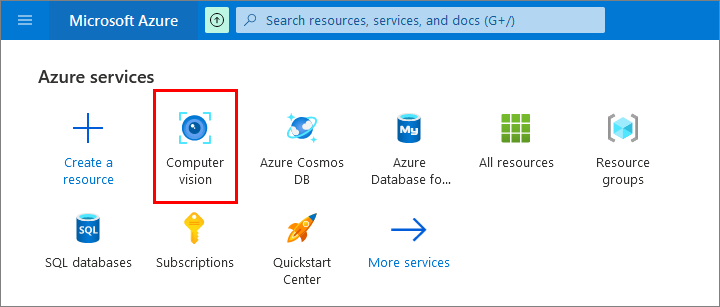 Microsoft Azure
Search resources, services, and docs (G+/)
Azure services
Create a
resource
Computer
vision
Azure Cosmos
DB
My
Azure
Database fo...
All resources
Resource
groups
SQL
SQL databases
Subscriptions
Quickstart
Center
More services